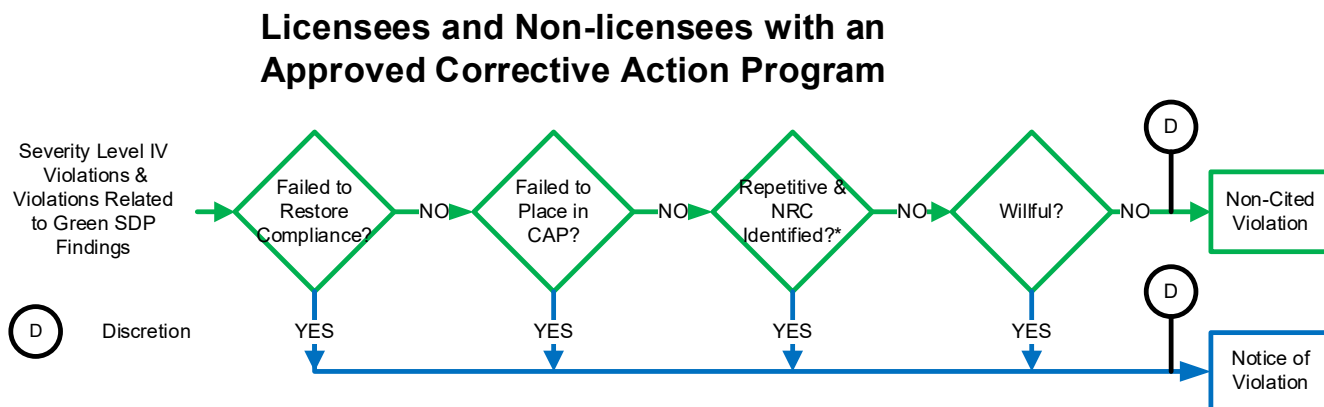 Licensees and Non-licensees with an
Approved Corrective Action Program
Severity Level IV
Violations &
Violations Related
to Green SDP
Findings
Failed to
Restore
Compliance?
NO
Failed to
Place in
CAP?
NO
Repetitive &
NRC
Identified?*
NO
Willful?
NO
D
Non-Cited
Violation
D
Discretion
YES
YES
YES
YES
D
Notice of
Violation